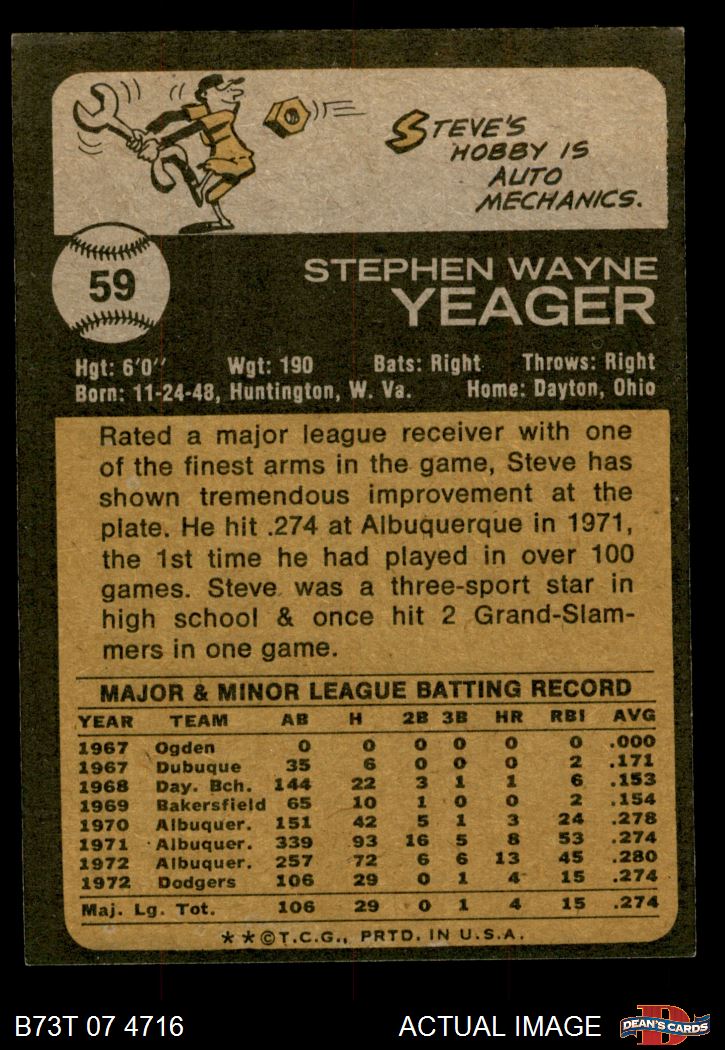 STEVE'S
HOBBY IS
AUTO
MECHANICS.
59
STEPHEN WAYNE
YEAGER
Hgt: 6'0" Wgt: 190 Bats: Right Throws: Right
Born: 11-24-48, Huntington, W. Va. Home: Dayton, Ohio
Rated a major league receiver with one
of the finest arms in the game, Steve has
shown tremendous improvement at the
plate. He hit .274 at Albuquerque in 1971,
the 1st time he had played in over 100
games. Steve was a three-sport star in
high school & once hit 2 Grand-Slam-
mers in one game.
MAJOR & MINOR LEAGUE BATTING RECORD
YEAR TEAM AB H 2B 3B HR RBI AVG
1967 Ogden 0 0 0 0 0 0 .000
1967 Dubuque 35 6 0 0 0 2 .171
1968 Day. Bch. 144 22 3 1 1 6 .153
1969 Bakersfield 65 10 1 0 0 2 .154
1970 Albuquer. 151 42 5 1 3 24 .278
1971 Albuquer. 339 93 16 5 8 53 .274
1972 Albuquer. 257 72 6 6 13 45 .280
1972 Dodgers 106 29 0 1 4 15 .274
Maj. Lg. Tot. 106 29 0 1 4 15 .274
**©T.C.G., PRTD. IN U.S.A.
B73T 07 4716 ACTUAL IMAGE D DEAN'S CARDS